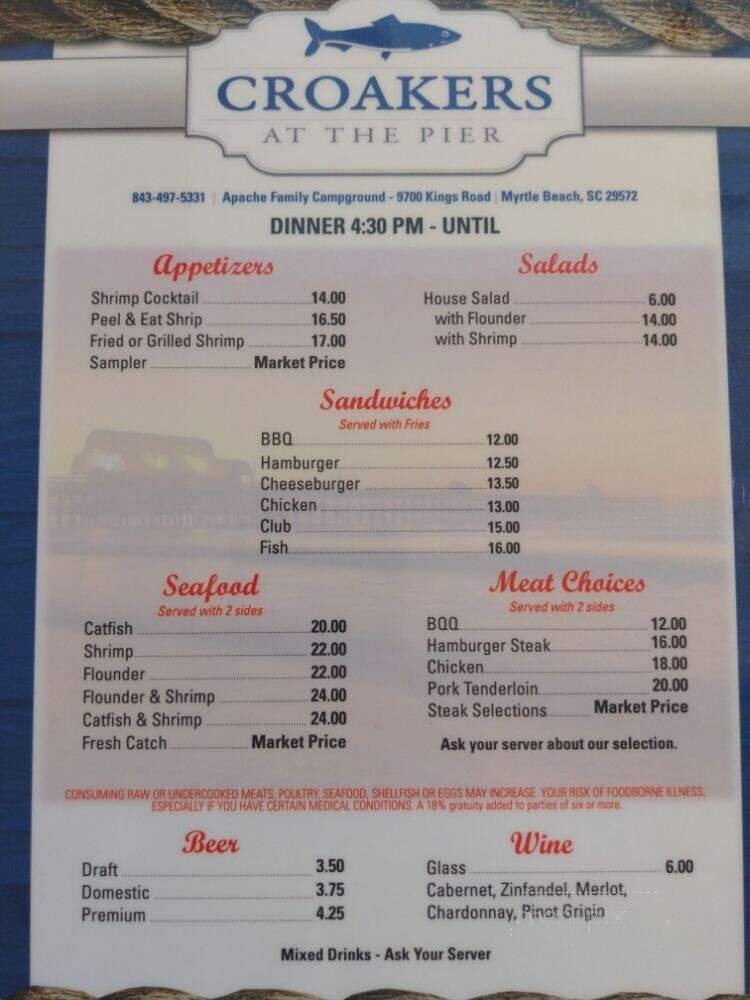 CROAKERS
AT THE PIER
843-497-5331 | Apache Family Campground - 9700 Kings Road | Myrtle Beach, SC 29572
DINNER 4:30 PM - UNTIL
Appetizers
Shrimp Cocktail 14.00
Peel & Eat Shrip 16.50
Fried or Grilled Shrimp 17.00
Sampler Market Price
Salads
House Salad 6.00
with Flounder 14.00
with Shrimp 14.00
Sandwiches
Served with Fries
BBQ 12.00
Hamburger 12.50
Cheeseburger 13.50
Chicken 13.00
Club 15.00
Fish 16.00
Seafood
Served with 2 sides
Catfish 20.00
Shrimp 22.00
Flounder 22.00
Flounder & Shrimp 24.00
Catfish & Shrimp 24.00
Fresh Catch Market Price
Meat Choices
Served with 2 sides
BQQ 12.00
Hamburger Steak 16.00
Chicken 18.00
Pork Tenderloin 20.00
Steak Selections Market Price
Ask your server about our selection.
CONSUMING RAW OR UNDERCOOKED MEATS, POULTRY, SEAFOOD, SHELLFISH OR EGGS MAY INCREASE YOUR RISK OF FOODBORNE ILLNESS,
ESPECIALLY IF YOU HAVE CERTAIN MEDICAL CONDITIONS. A 18% gratuity added to parties of six or more.
Beer
Draft 3.50
Domestic 3.75
Premium 4.25
Wine
Glass 6.00
Cabernet, Zinfandel, Merlot,
Chardonnay, Pinot Grigio
Mixed Drinks - Ask Your Server